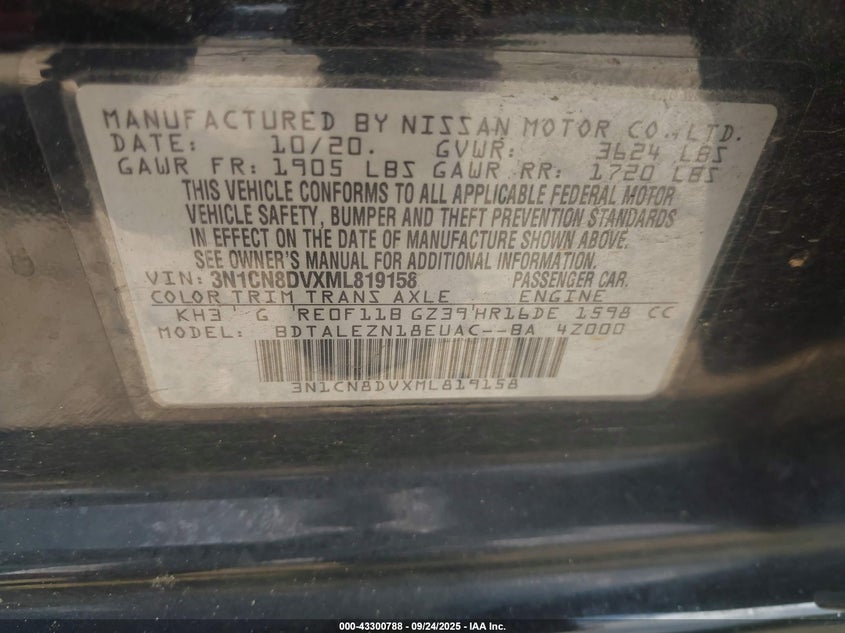 MANUFACTURED BY NISSAN MOTOR CO., LTD.
DATE: 10/20. GVWR: 3624 LBS
GAWR FR: 1905 LBS GAWR RR: 1720 LBS
THIS VEHICLE CONFORMS TO ALL APPLICABLE FEDERAL MOTOR
VEHICLE SAFETY, BUMPER AND THEFT PREVENTION STANDARDS
IN EFFECT ON THE DATE OF MANUFACTURE SHOWN ABOVE.
SEE OWNER'S MANUAL FOR ADDITIONAL INFORMATION.
VIN: 3N1CN8DVXML819158 PASSENGER CAR.
COLOR TRIM TRANS AXLE ENGINE
KH3 G RE0F11B GZ39 HR16DE 1598 CC
MODEL: BDTALEZN18EUAC--BA 4Z000
3N1CN8DVXML819158
000-43300788 - 09/24/2025 - IAA Inc.